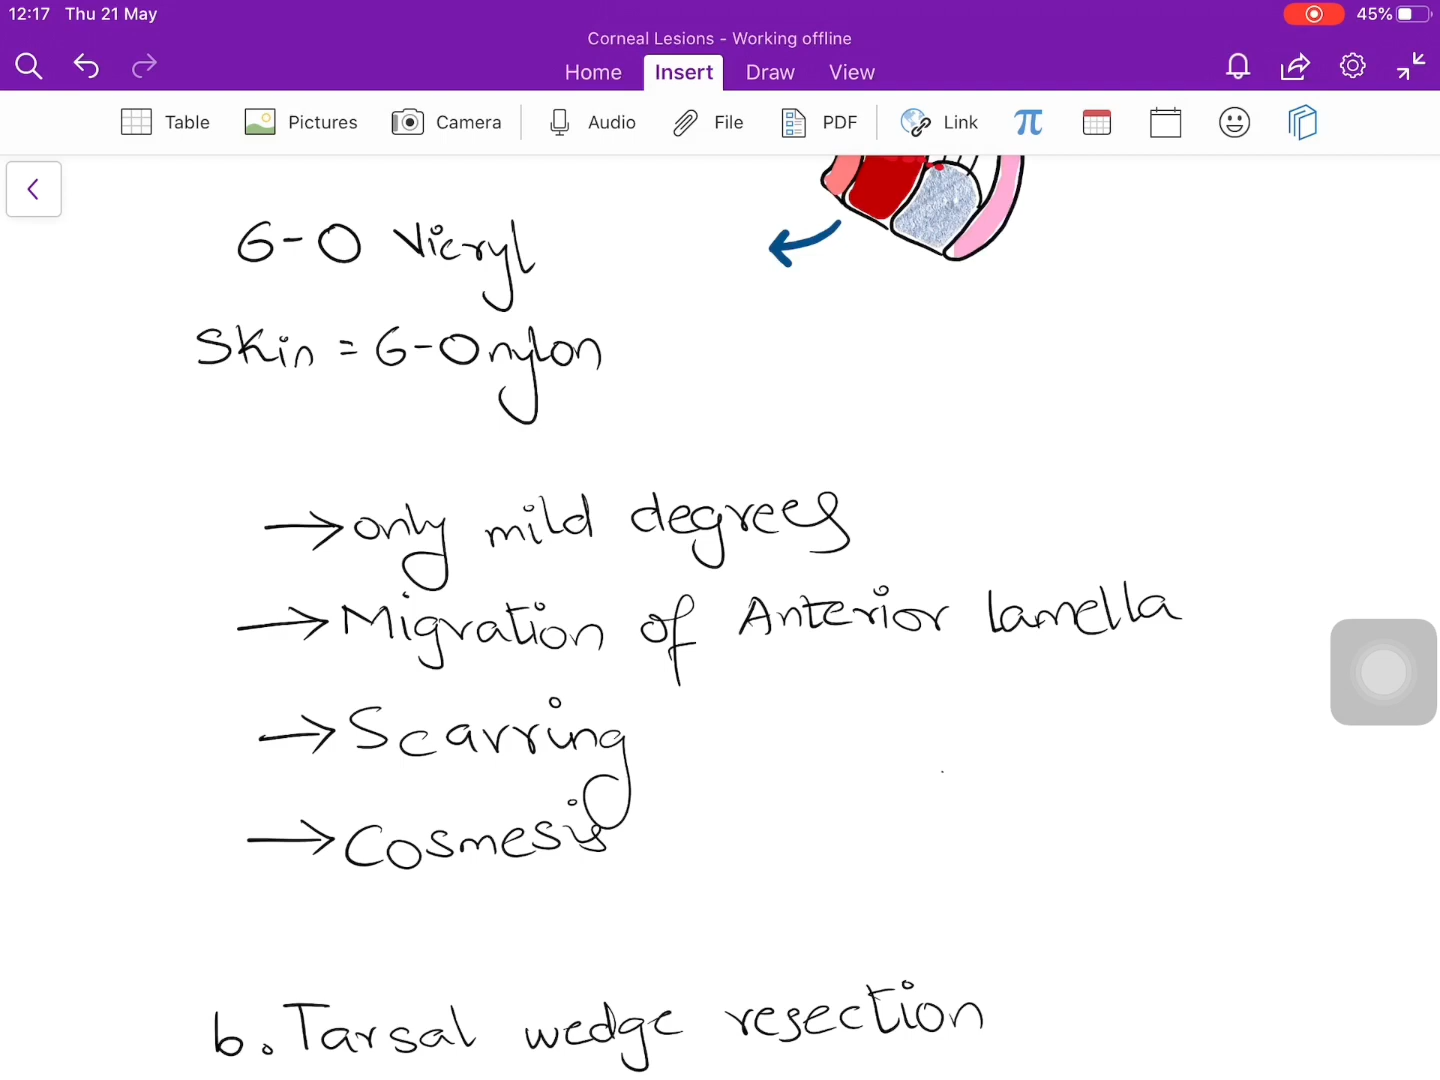 12:17 Thu 21 May 45%
Corneal Lesions - Working offline
Home Insert Draw View
Table Pictures Camera Audio File PDF Link π
6-0 Vicryl
Skin = 6-0 nylon
→ only mild degrees
→ Migration of Anterior lamella
→ Scarring
→ Cosmesis
b. Tarsal wedge resection